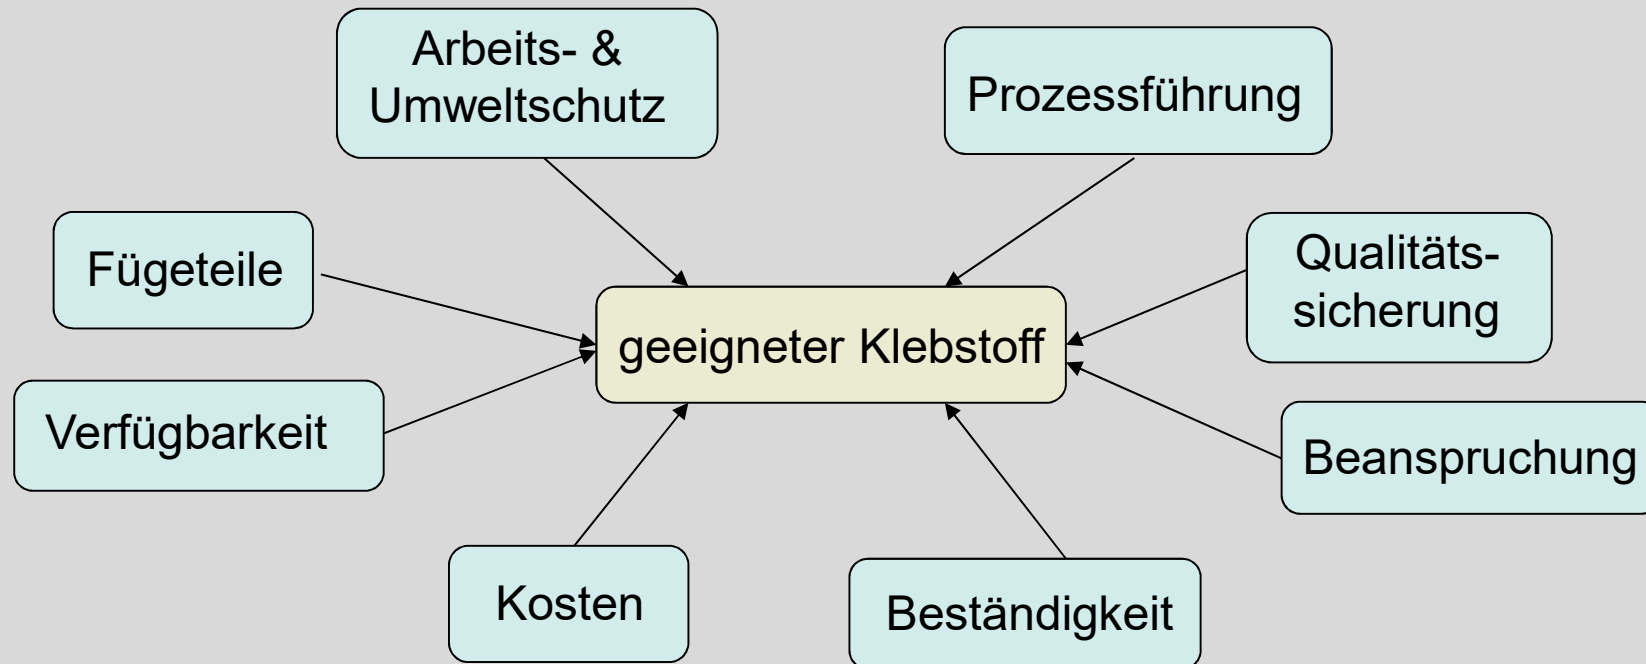 Arbeits- &
Umweltschutz
Prozessführung
Fügeteile
Qualitäts-
sicherung
geeigneter Klebstoff
Verfügbarkeit
Beanspruchung
Kosten
Beständigkeit